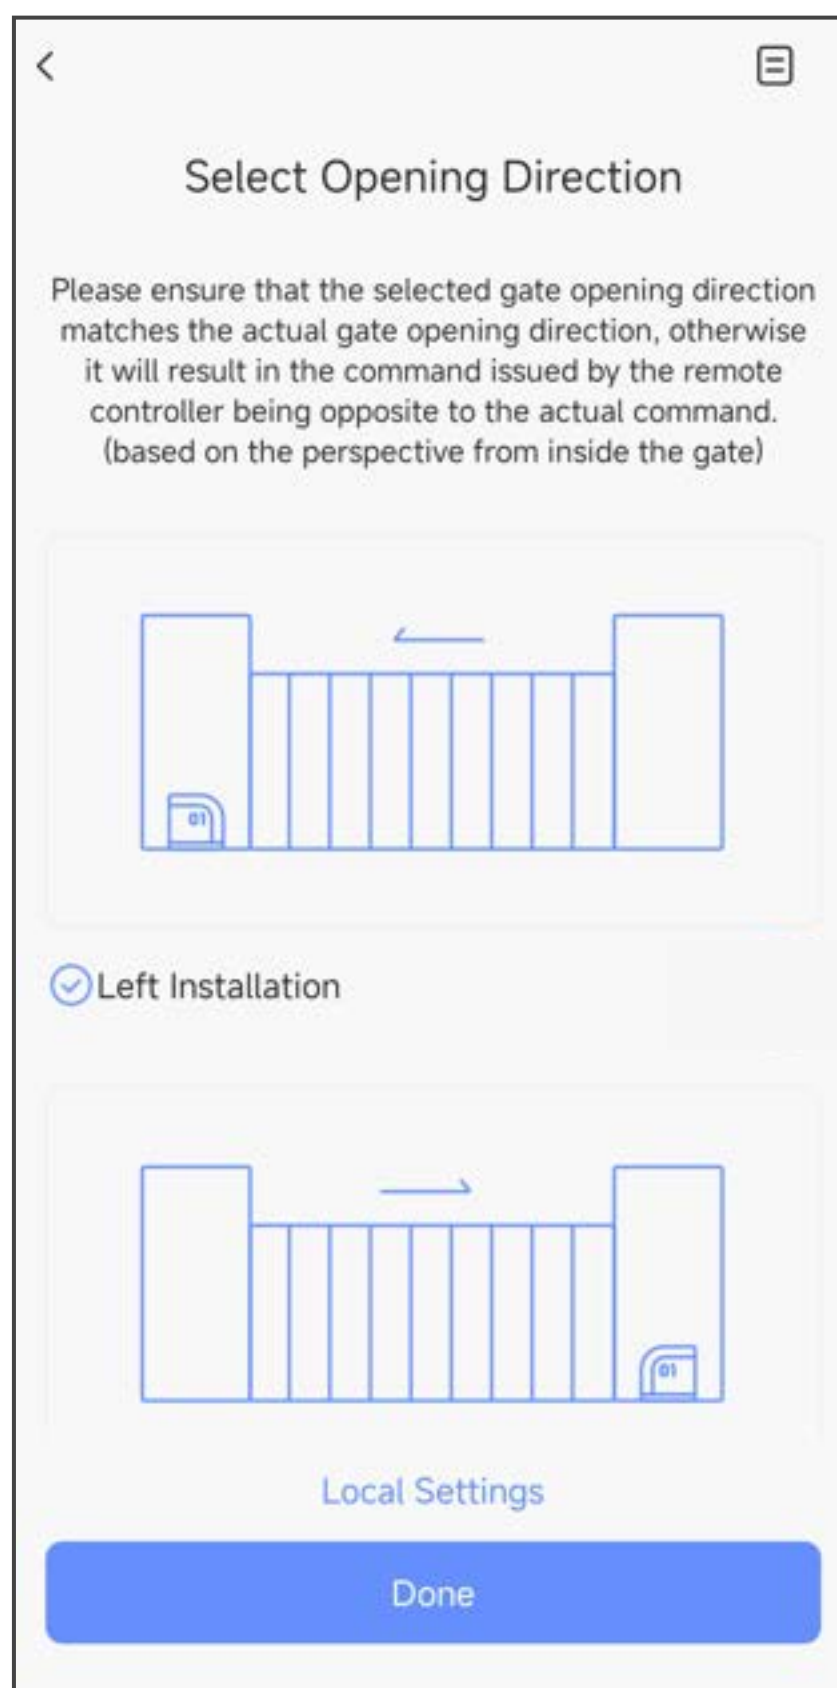 Select Opening Direction
Please ensure that the selected gate opening direction
matches the actual gate opening direction, otherwise
it will result in the command issued by the remote
controller being opposite to the actual command.
(based on the perspective from inside the gate)
01
Left Installation
01
Local Settings
Done